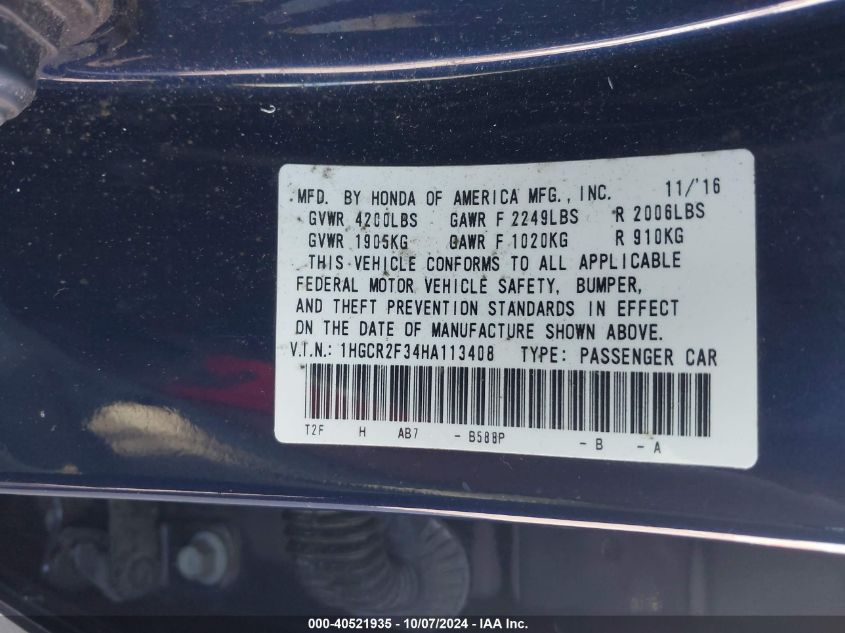 MFD. BY HONDA OF AMERICA MFG., INC. 11/'16
GVWR 4200LBS GAWR F 2249LBS R 2006LBS
GVWR 1905KG GAWR F 1020KG R 910KG
THIS VEHICLE CONFORMS TO ALL APPLICABLE
FEDERAL MOTOR VEHICLE SAFETY, BUMPER,
AND THEFT PREVENTION STANDARDS IN EFFECT
ON THE DATE OF MANUFACTURE SHOWN ABOVE.
V.I.N.: 1HGCR2F34HA113408 TYPE: PASSENGER CAR
T2F H AB7 - B588P - B - A
000-40521935 - 10/07/2024 - IAA Inc.